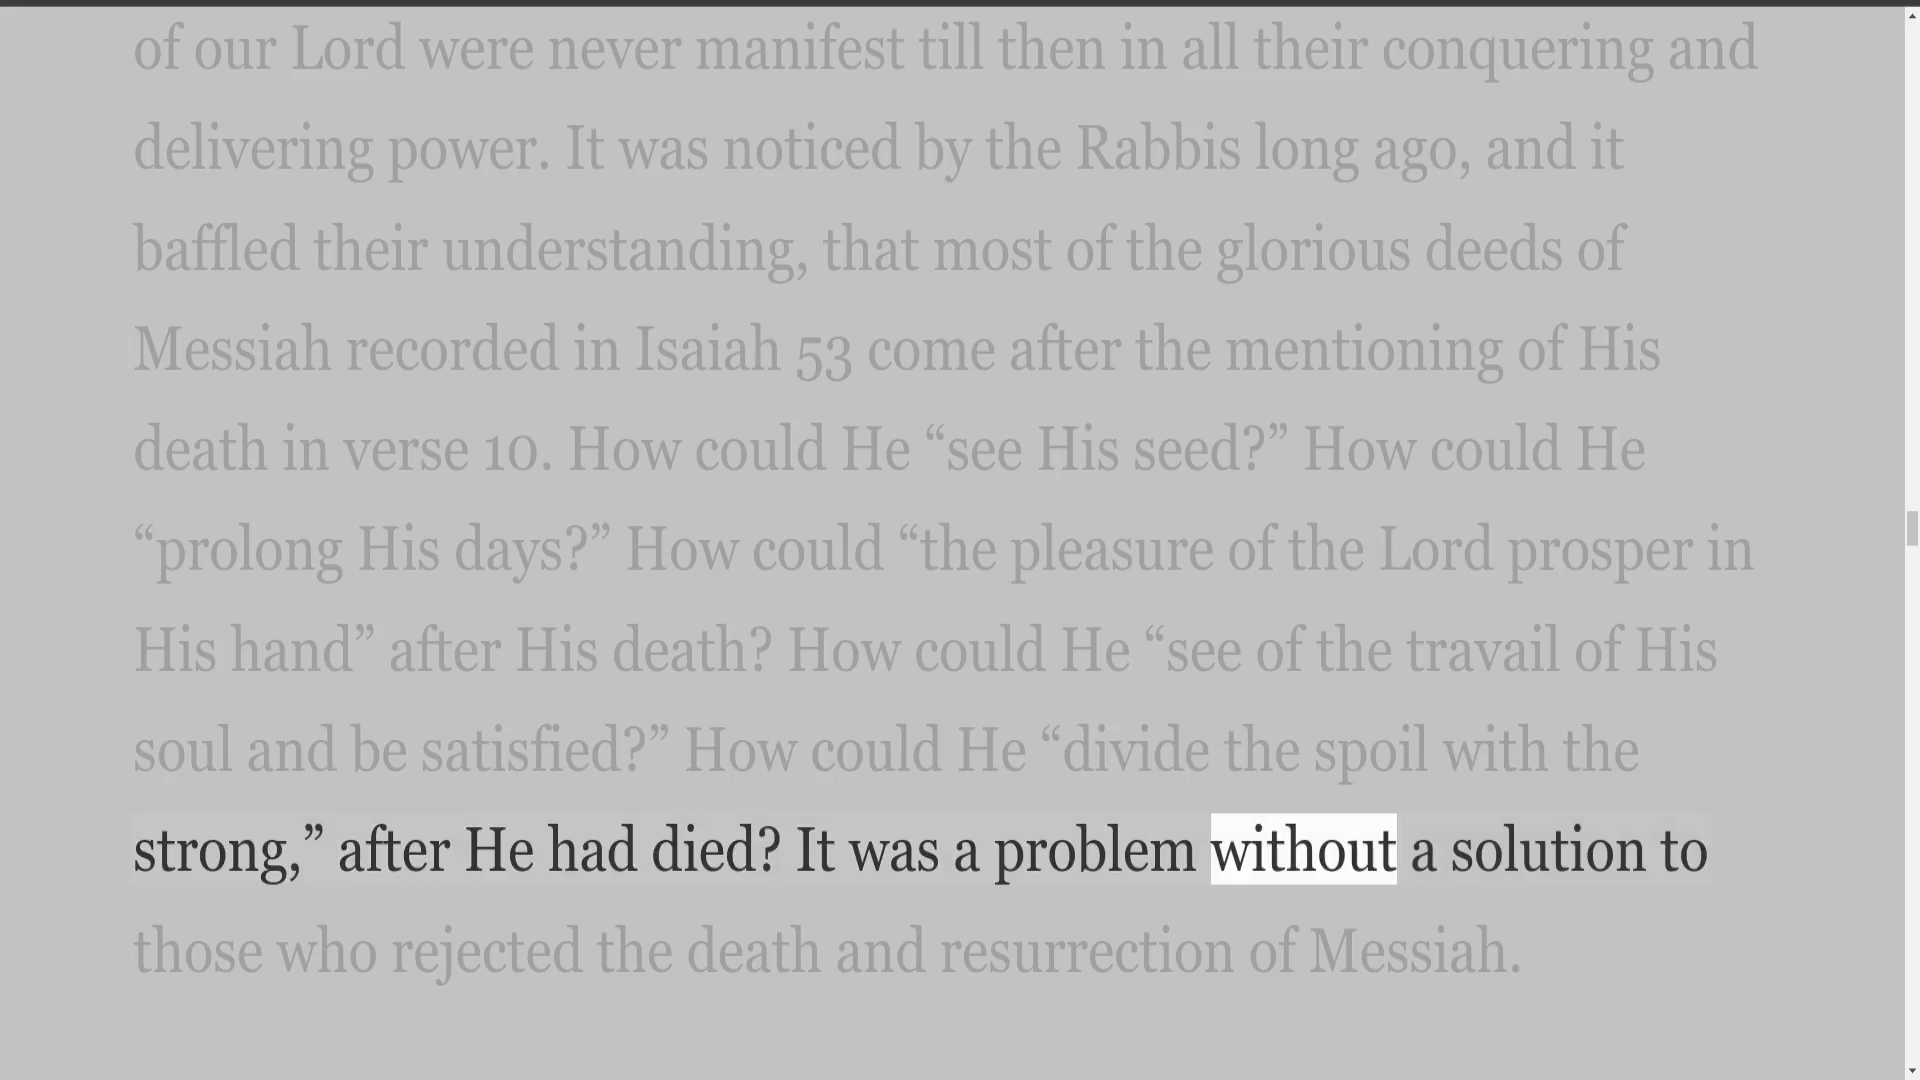 of our Lord were never manifest till then in all their conquering and
delivering power. It was noticed by the Rabbis long ago, and it
baffled their understanding, that most of the glorious deeds of
Messiah recorded in Isaiah 53 come after the mentioning of His
death in verse 10. How could He “see His seed?” How could He
“prolong His days?” How could “the pleasure of the Lord prosper in
His hand” after His death? How could He “see of the travail of His
soul and be satisfied?” How could He “divide the spoil with the
strong,” after He had died? It was a problem without a solution to
those who rejected the death and resurrection of Messiah.